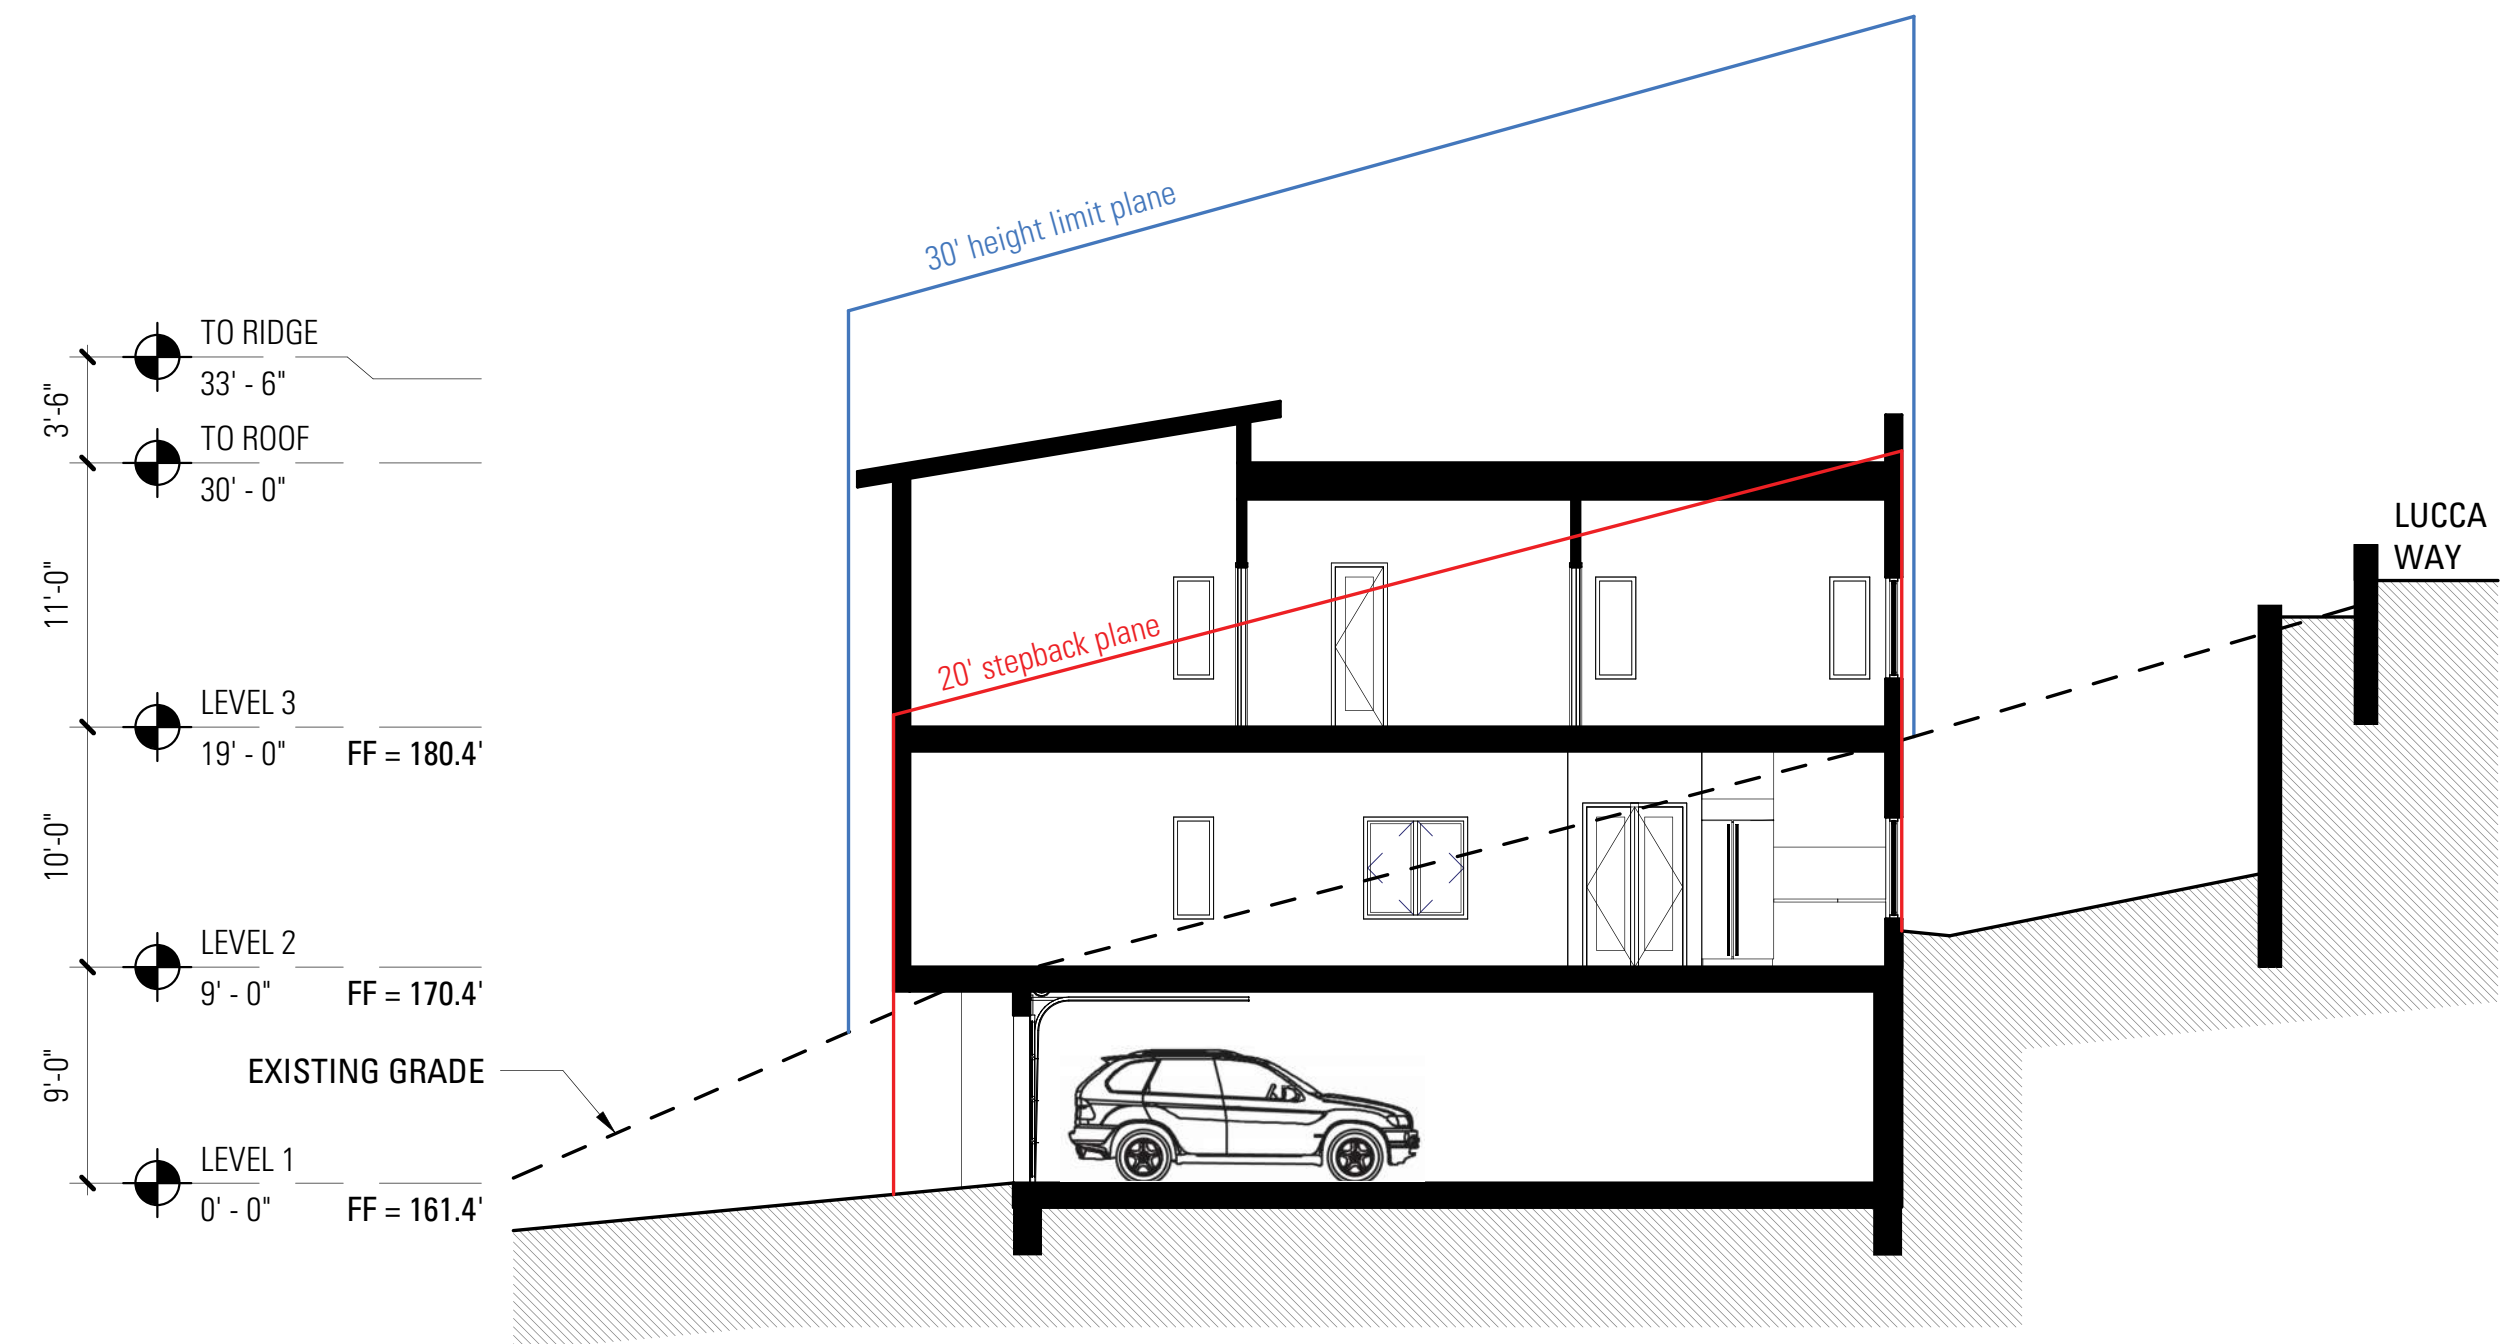 30' height limit plane
TO RIDGE
33' - 6"
3'-6"
TO ROOF
30' - 0"
LUCCA
WAY
11'-0"
20' stepback plane
LEVEL 3
19' - 0" FF = 180.4'
10'-0"
LEVEL 2
9' - 0" FF = 170.4'
EXISTING GRADE
9'-0"
LEVEL 1
0' - 0" FF = 161.4'